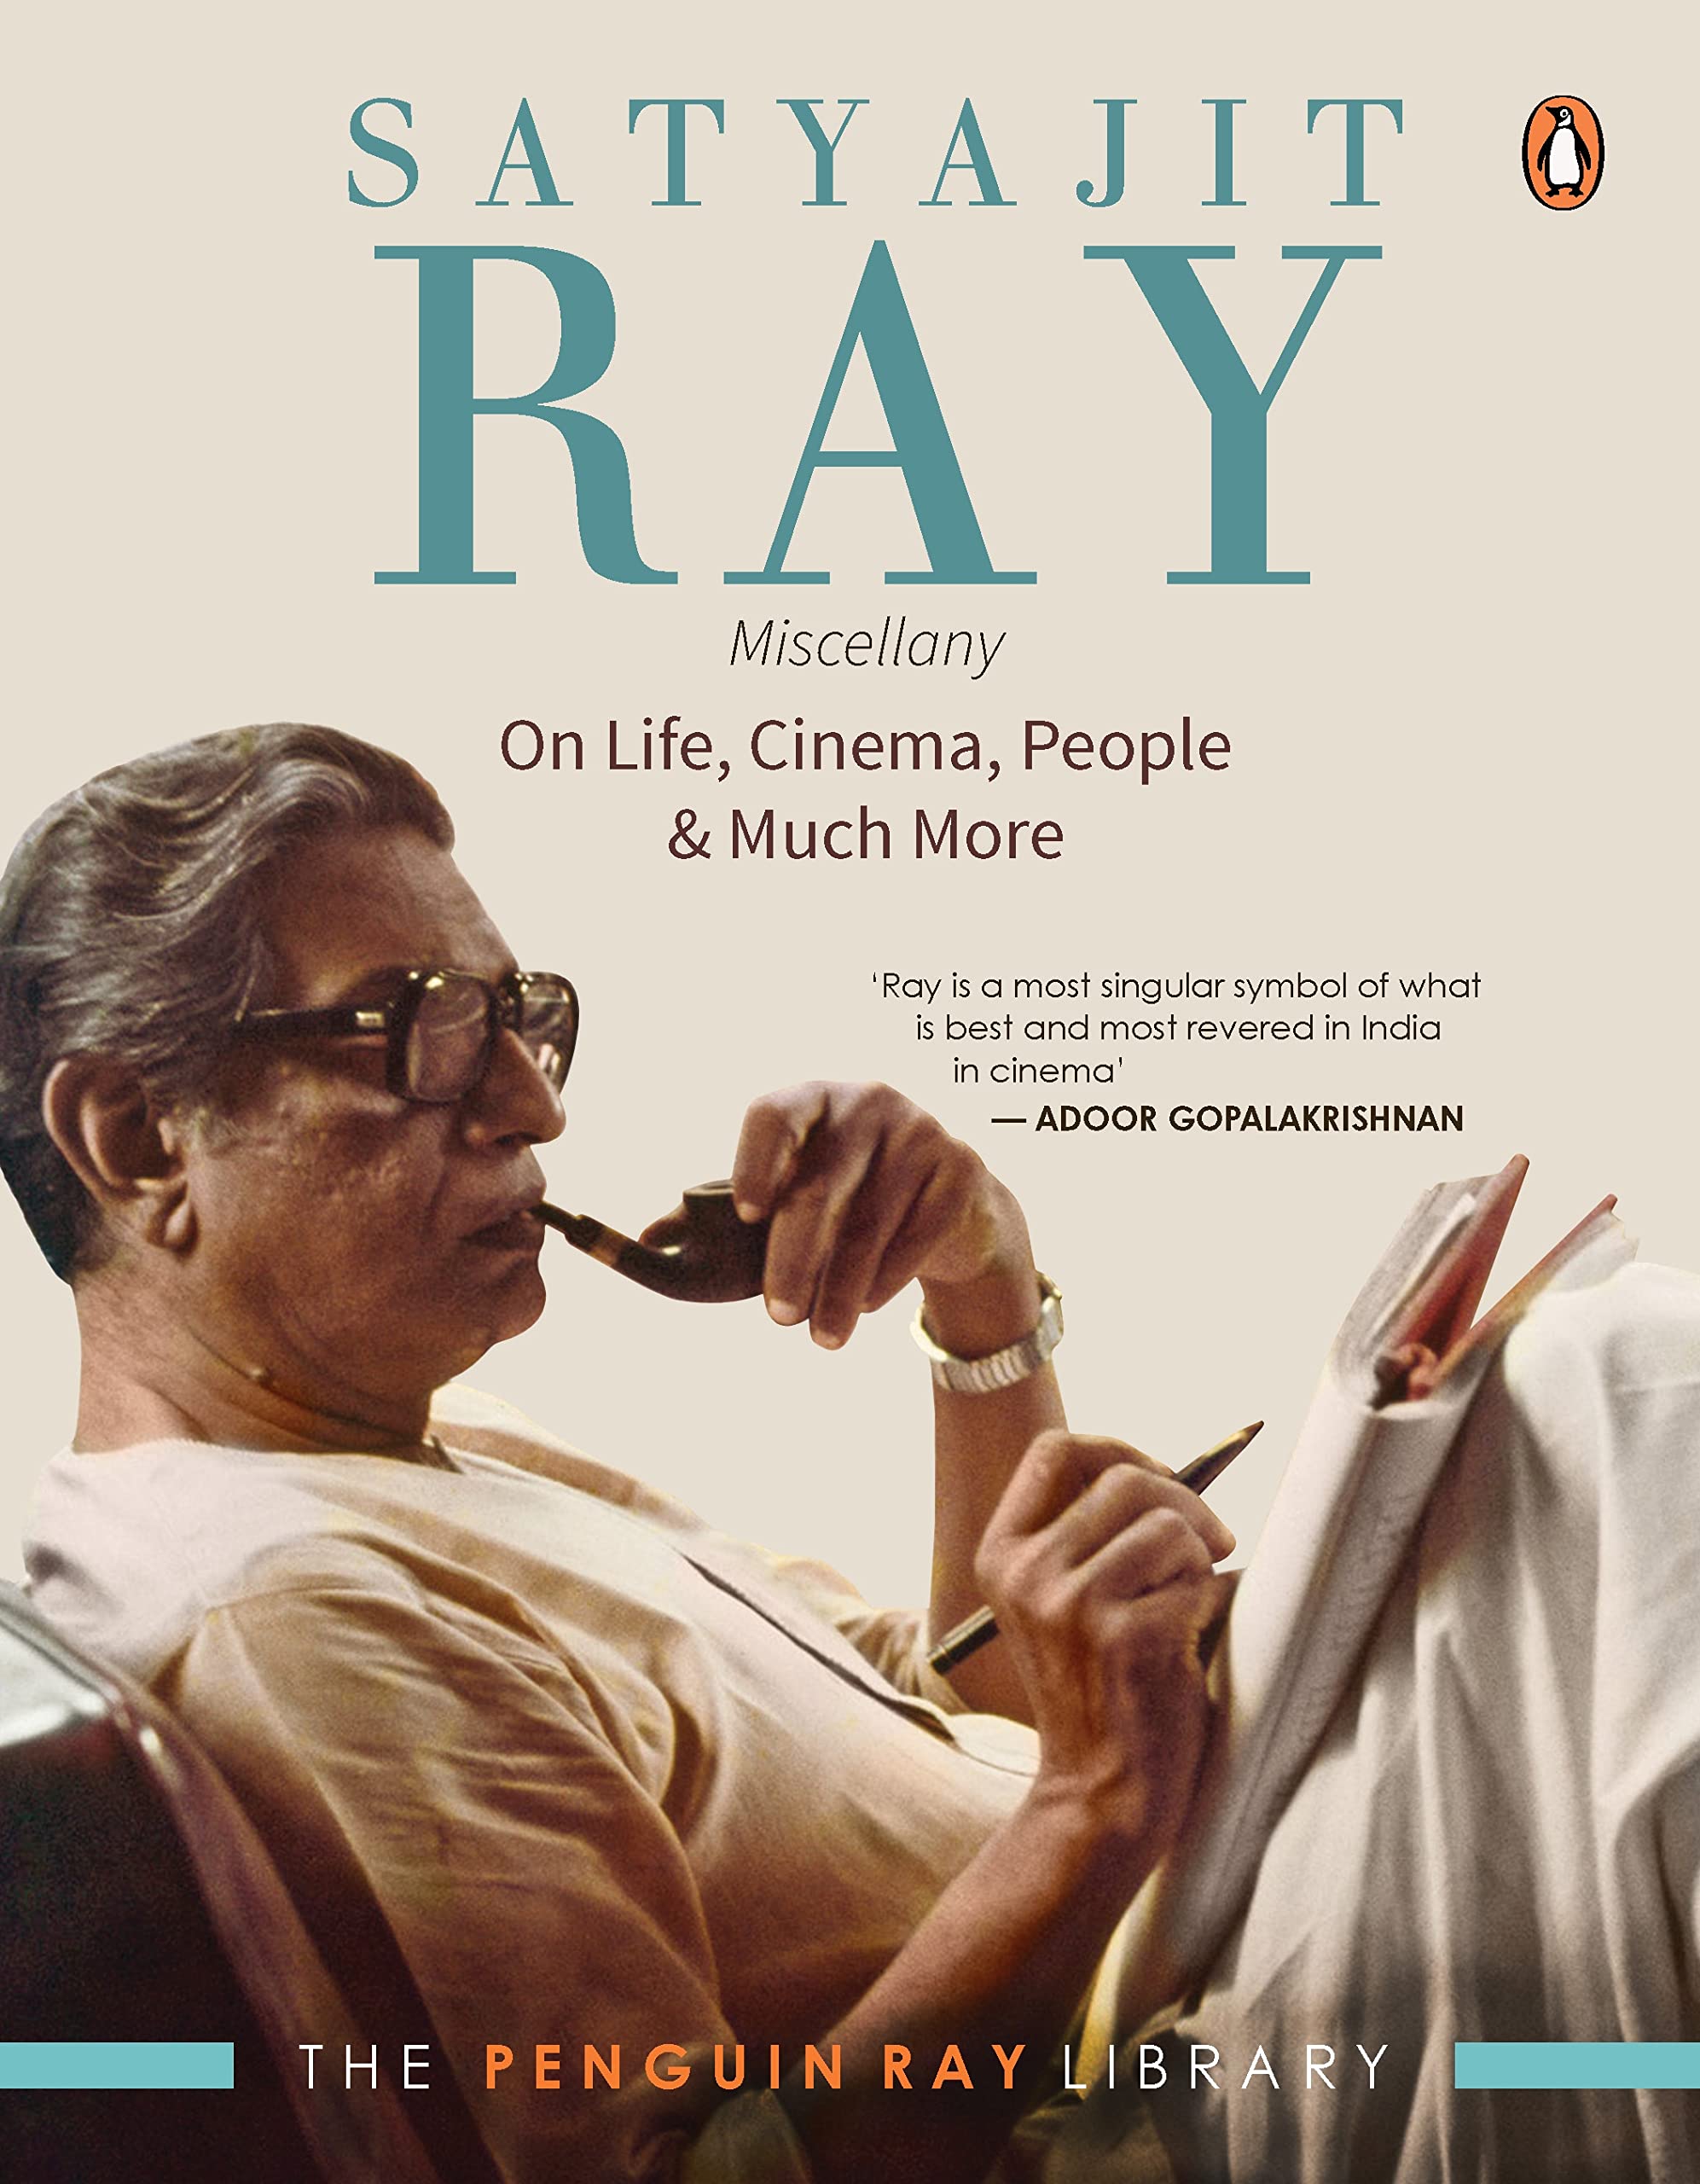 SATYAJIT
RAY
Miscellany
On Life, Cinema, People
& Much More
‘Ray is a most singular symbol of what
is best and most revered in India
in cinema’
— ADOOR GOPALAKRISHNAN
THE PENGUIN RAY LIBRARY